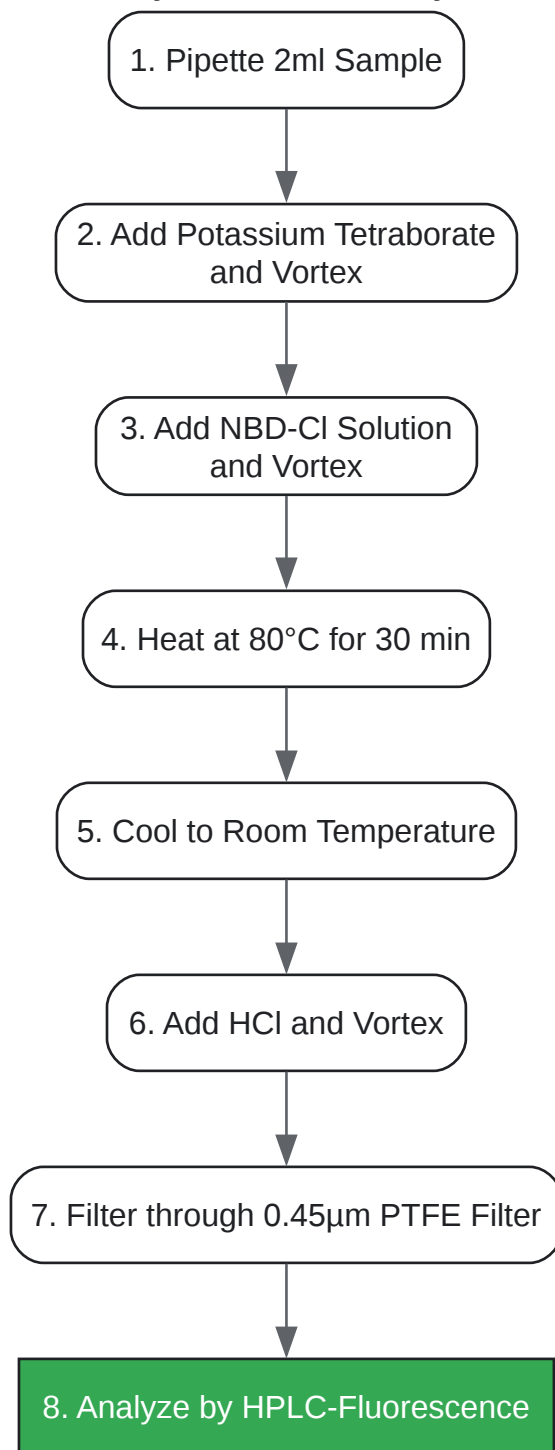 1. Pipette 2ml Sample
2. Add Potassium Tetraborate
and Vortex
3. Add NBD-Cl Solution
and Vortex
4. Heat at 80°C for 30 min
5. Cool to Room Temperature
6. Add HCl and Vortex
7. Filter through 0.45µm PTFE Filter
8. Analyze by HPLC-Fluorescence